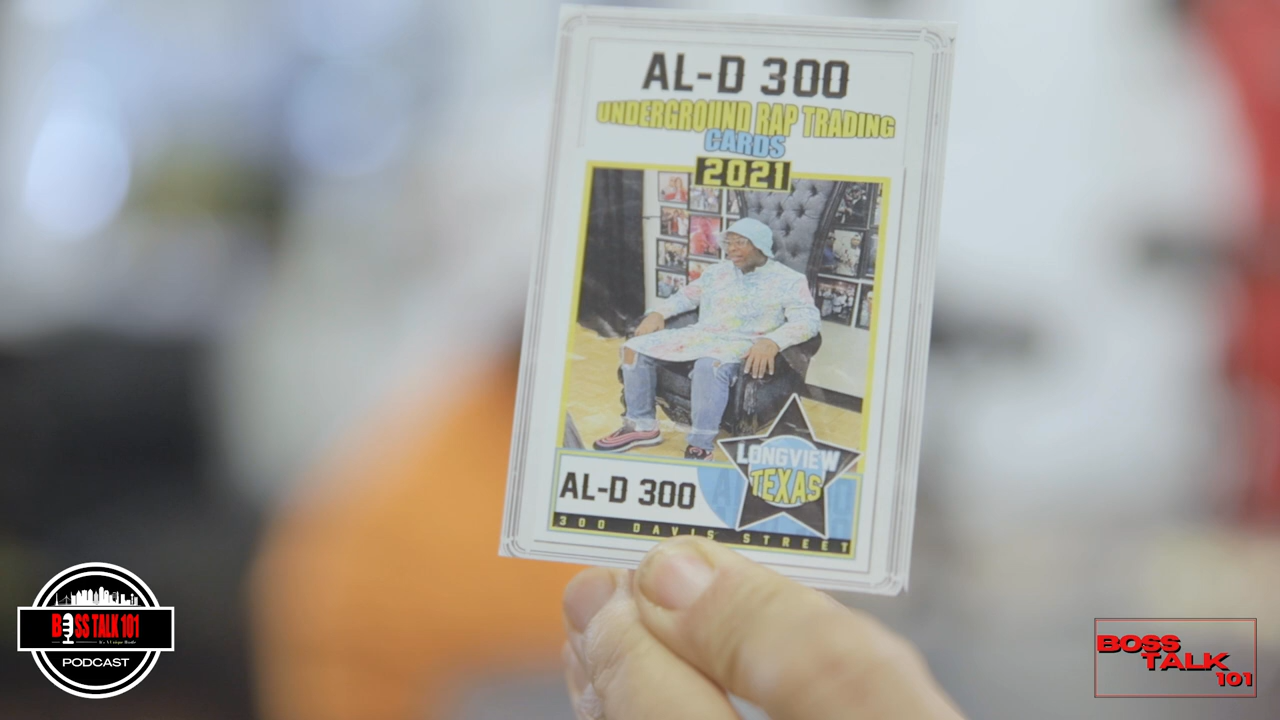 AL-D 300
UNDERGROUND RAP TRADING
CARDS
2021
LONGVIEW
TEXAS
AL-D 300
300 DAVIS STREET
BOSS TALK 101
PODCAST
BOSS
TALK
101